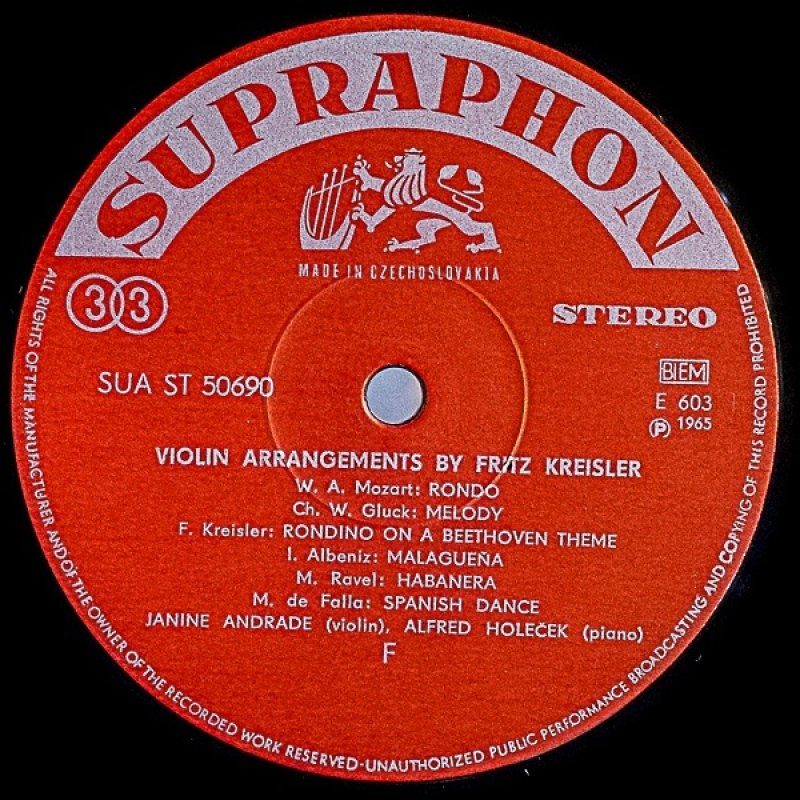 SUPRAPHON
MADE IN CZECHOSLOVAKIA
33
STEREO
SUA ST 50690
BIEM
E 603
Ⓟ 1965
VIOLIN ARRANGEMENTS BY FRITZ KREISLER
W. A. Mozart: RONDO
Ch. W. Gluck: MELODY
F. Kreisler: RONDINO ON A BEETHOVEN THEME
I. Albeniz: MALAGUEÑA
M. Ravel: HABANERA
M. de Falla: SPANISH DANCE
JANINE ANDRADE (violin), ALFRED HOLEČEK (piano)
F
ALL RIGHTS OF THE MANUFACTURER AND OF THE OWNER OF THE RECORDED WORK RESERVED-UNAUTHORIZED PUBLIC PERFORMANCE BROADCASTING AND COPYING OF THIS RECORD PROHIBITED